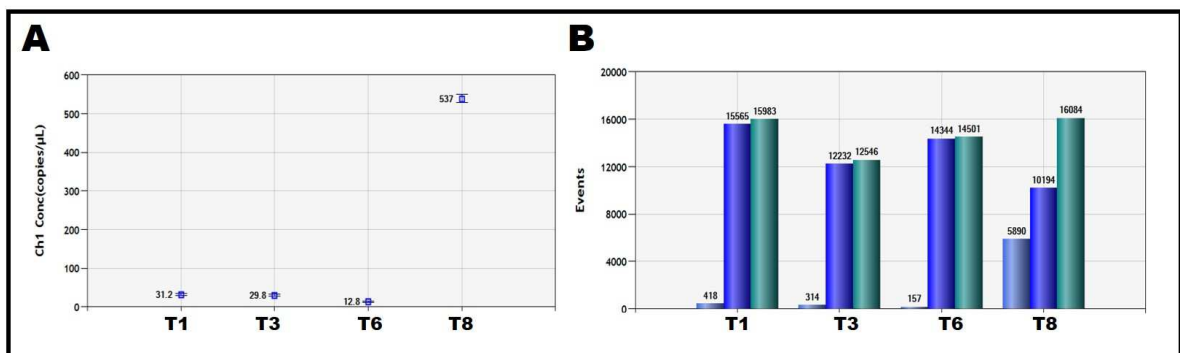 A
Ch1 Conc(copies/µL)
600
500
400
300
200
100
0
537
31.2
29.8
12.8
T1 T3 T6 T8
B
Events
20000
16000
12000
8000
4000
0
418 15565 15983
314 12232 12546
157 14344 14501
5890 10194 16084
T1 T3 T6 T8